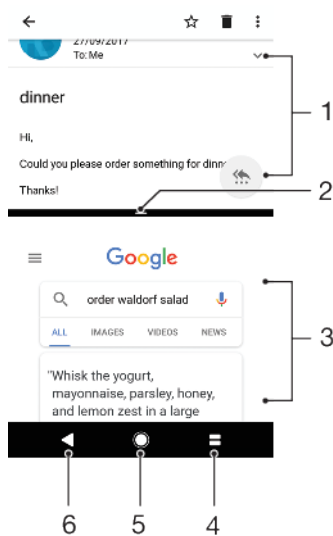 27/09/2017
To: Me
dinner
Hi,
Could you please order something for dinn
Thanks!
1
2
Google
order waldorf salad
ALL IMAGES VIDEOS NEWS
"Whisk the yogurt,
mayonnaise, parsley, honey,
and lemon zest in a large
3
6 5 4